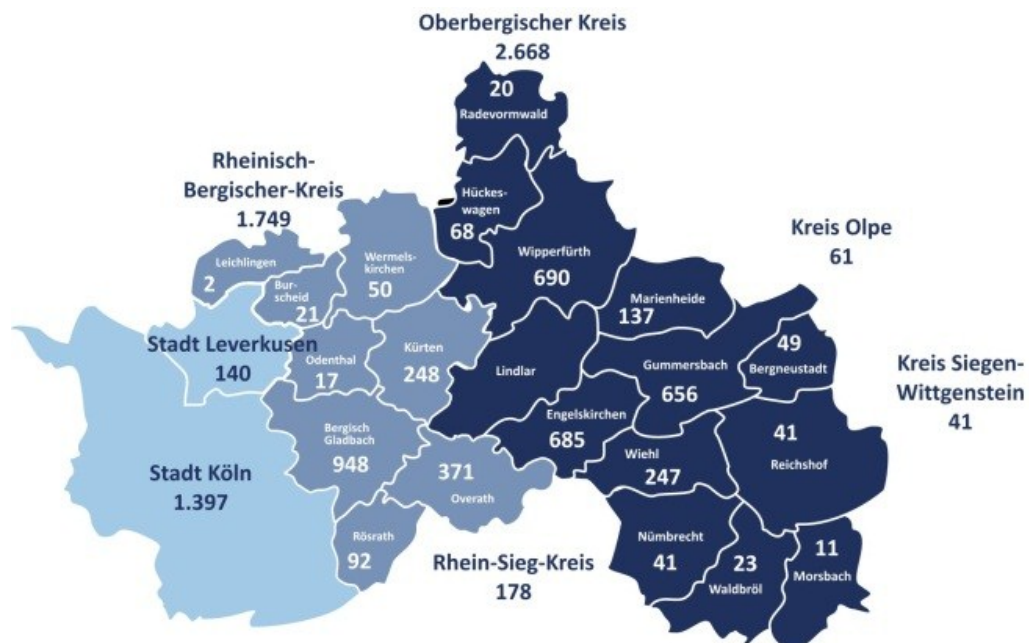 Oberbergischer Kreis
2.668
20
Radevormwald
Rheinisch-
Bergischer-Kreis
1.749
Hückes-
wagen
68
Kreis Olpe
61
Leichlingen
2
Wermels-
kirchen
50
Wipperfürth
690
Bur-
scheid
21
Marienheide
137
Stadt Leverkusen
140
Odenthal
17
Kürten
248
Lindlar
Gummersbach
656
49
Bergneustadt
Kreis Siegen-
Wittgenstein
41
Engelskirchen
685
Bergisch
Gladbach
948
Wiehl
247
41
Reichshof
Stadt Köln
1.397
371
Overath
Rösrath
92
Rhein-Sieg-Kreis
178
Nümbrecht
41
23
Waldbröl
11
Morsbach